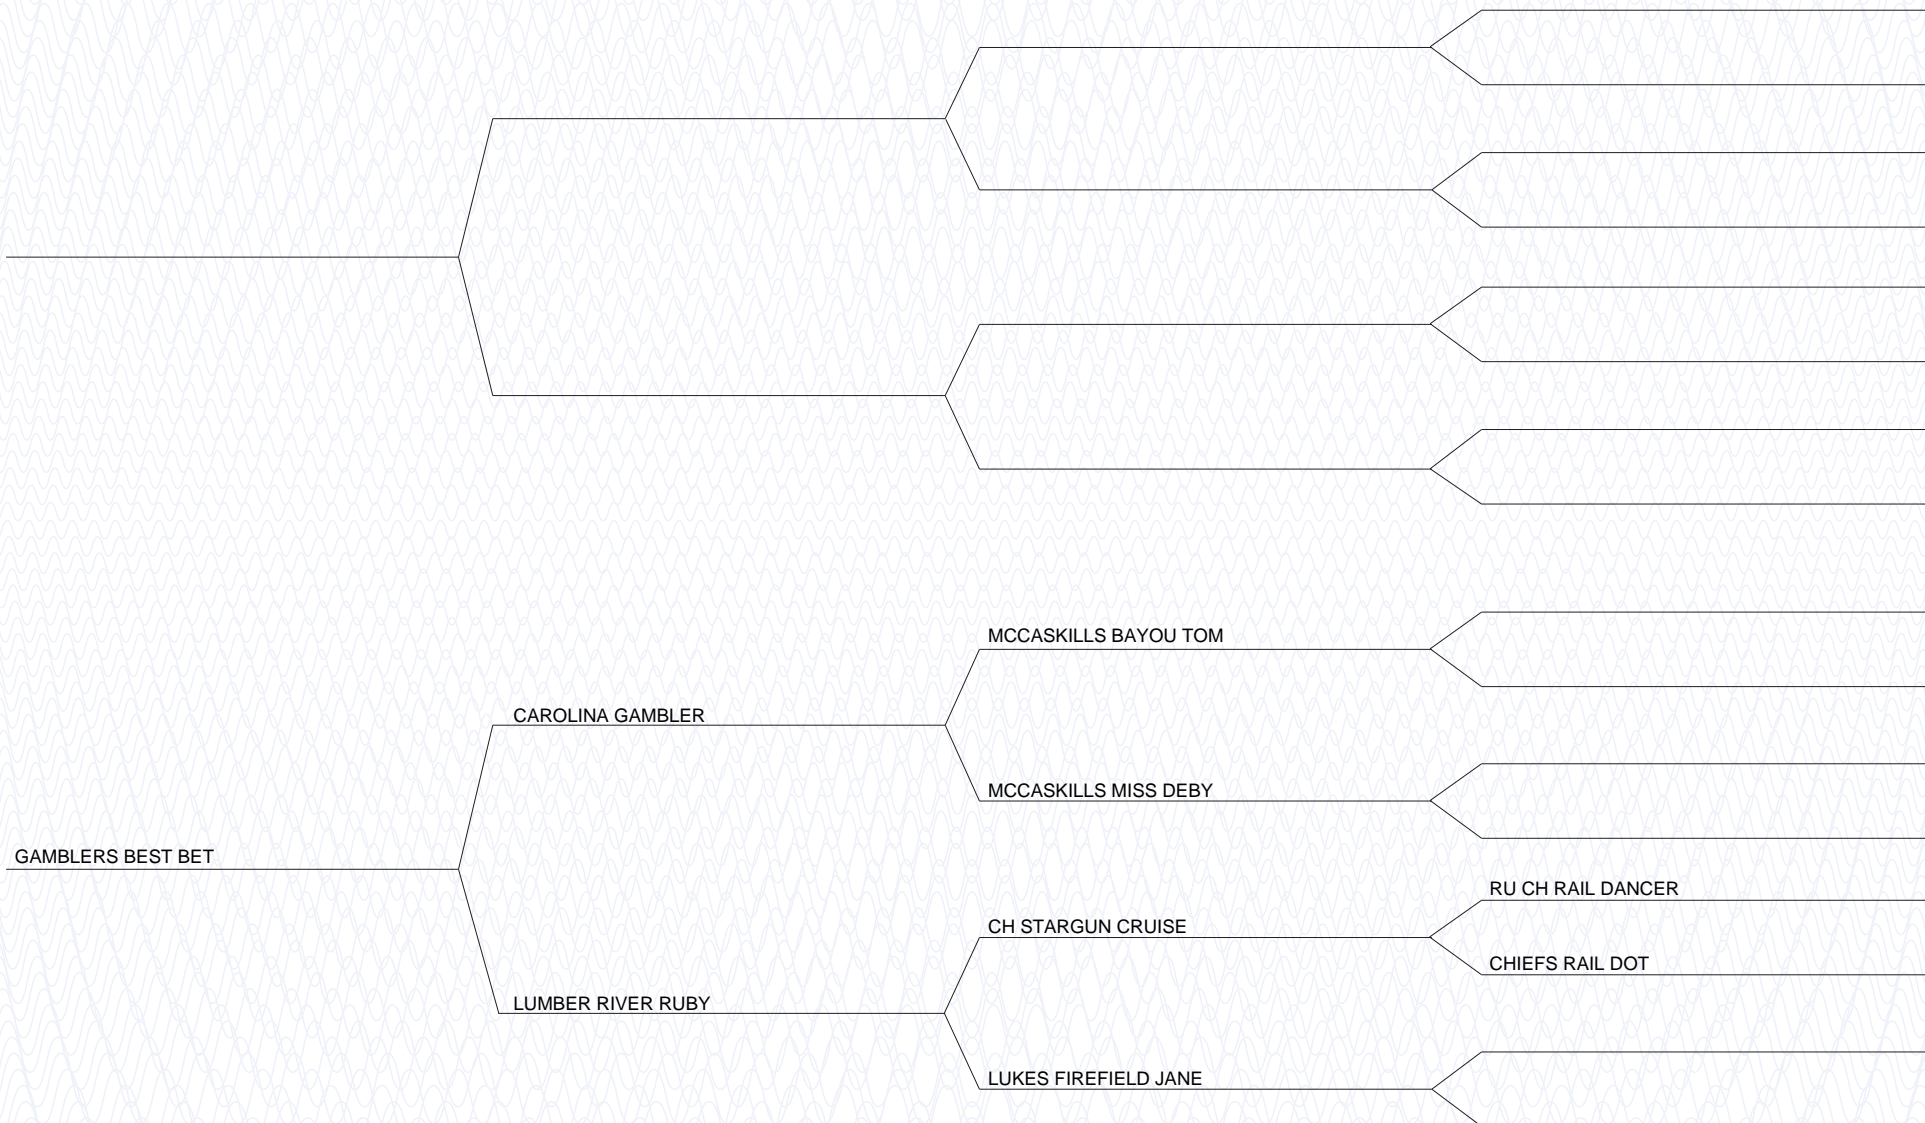 MCCASKILLS BAYOU TOM
CAROLINA GAMBLER
MCCASKILLS MISS DEBY
GAMBLERS BEST BET
RU CH RAIL DANCER
CH STARGUN CRUISE
CHIEFS RAIL DOT
LUMBER RIVER RUBY
LUKES FIREFIELD JANE